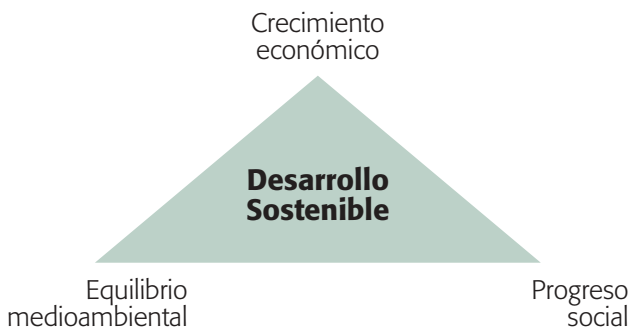 Crecimiento
económico
Desarrollo
Sostenible
Equilibrio
medioambiental
Progreso
social